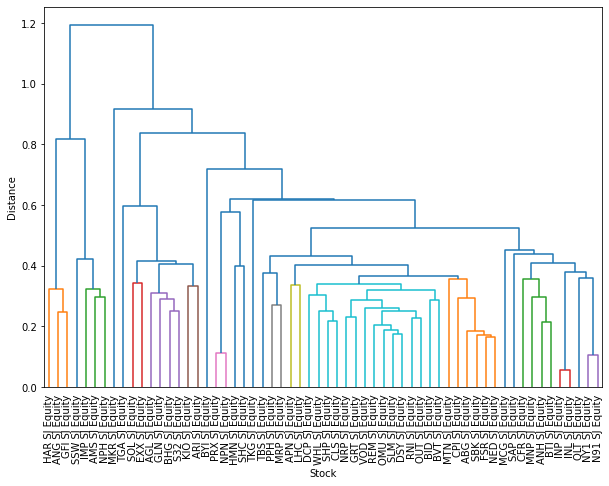 1.2
1.0
0.8
0.6
0.4
0.2
0.0
Distance
HAR SJ Equity
ANG SJ Equity
GFI SJ Equity
SSW SJ Equity
IMP SJ Equity
AMS SJ Equity
NPH SJ Equity
MKR SJ Equity
TGA SJ Equity
SOL SJ Equity
EXX SJ Equity
AGL SJ Equity
GLN SJ Equity
BHG SJ Equity
S32 SJ Equity
KIO SJ Equity
ARI SJ Equity
BYI SJ Equity
PRX SJ Equity
NPN SJ Equity
HMN SJ Equity
SHC SJ Equity
TKG SJ Equity
TBS SJ Equity
PPH SJ Equity
MRP SJ Equity
APN SJ Equity
LHC SJ Equity
DCP SJ Equity
WHL SJ Equity
SHP SJ Equity
CLS SJ Equity
NRP SJ Equity
GRT SJ Equity
VOD SJ Equity
REM SJ Equity
OMU SJ Equity
SLM SJ Equity
DSY SJ Equity
RNI SJ Equity
OUT SJ Equity
BID SJ Equity
BVT SJ Equity
MTN SJ Equity
CPI SJ Equity
ABG SJ Equity
SBK SJ Equity
FSR SJ Equity
NED SJ Equity
MCG SJ Equity
SAP SJ Equity
CFR SJ Equity
MNP SJ Equity
ANH SJ Equity
BTI SJ Equity
INP SJ Equity
INL SJ Equity
QLT SJ Equity
NY1 SJ Equity
N91 SJ Equity
Stock